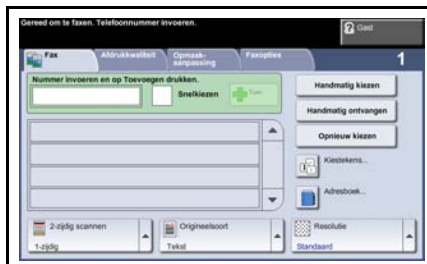 Gereed om te faxen. Telefoonnummer invoeren.
Gast
Fax
Afdrukkwaliteit
Opmaak-
aanpassing
Faxopties
1
Nummer invoeren en op Toevoegen drukken.
Snelkiezen
Toev.
Handmatig kiezen
Handmatig ontvangen
Opnieuw kiezen
Kiestekens...
Adresboek...
2-zijdig scannen
1-zijdig
Origineelsoort
Tekst
Resolutie
Standaard